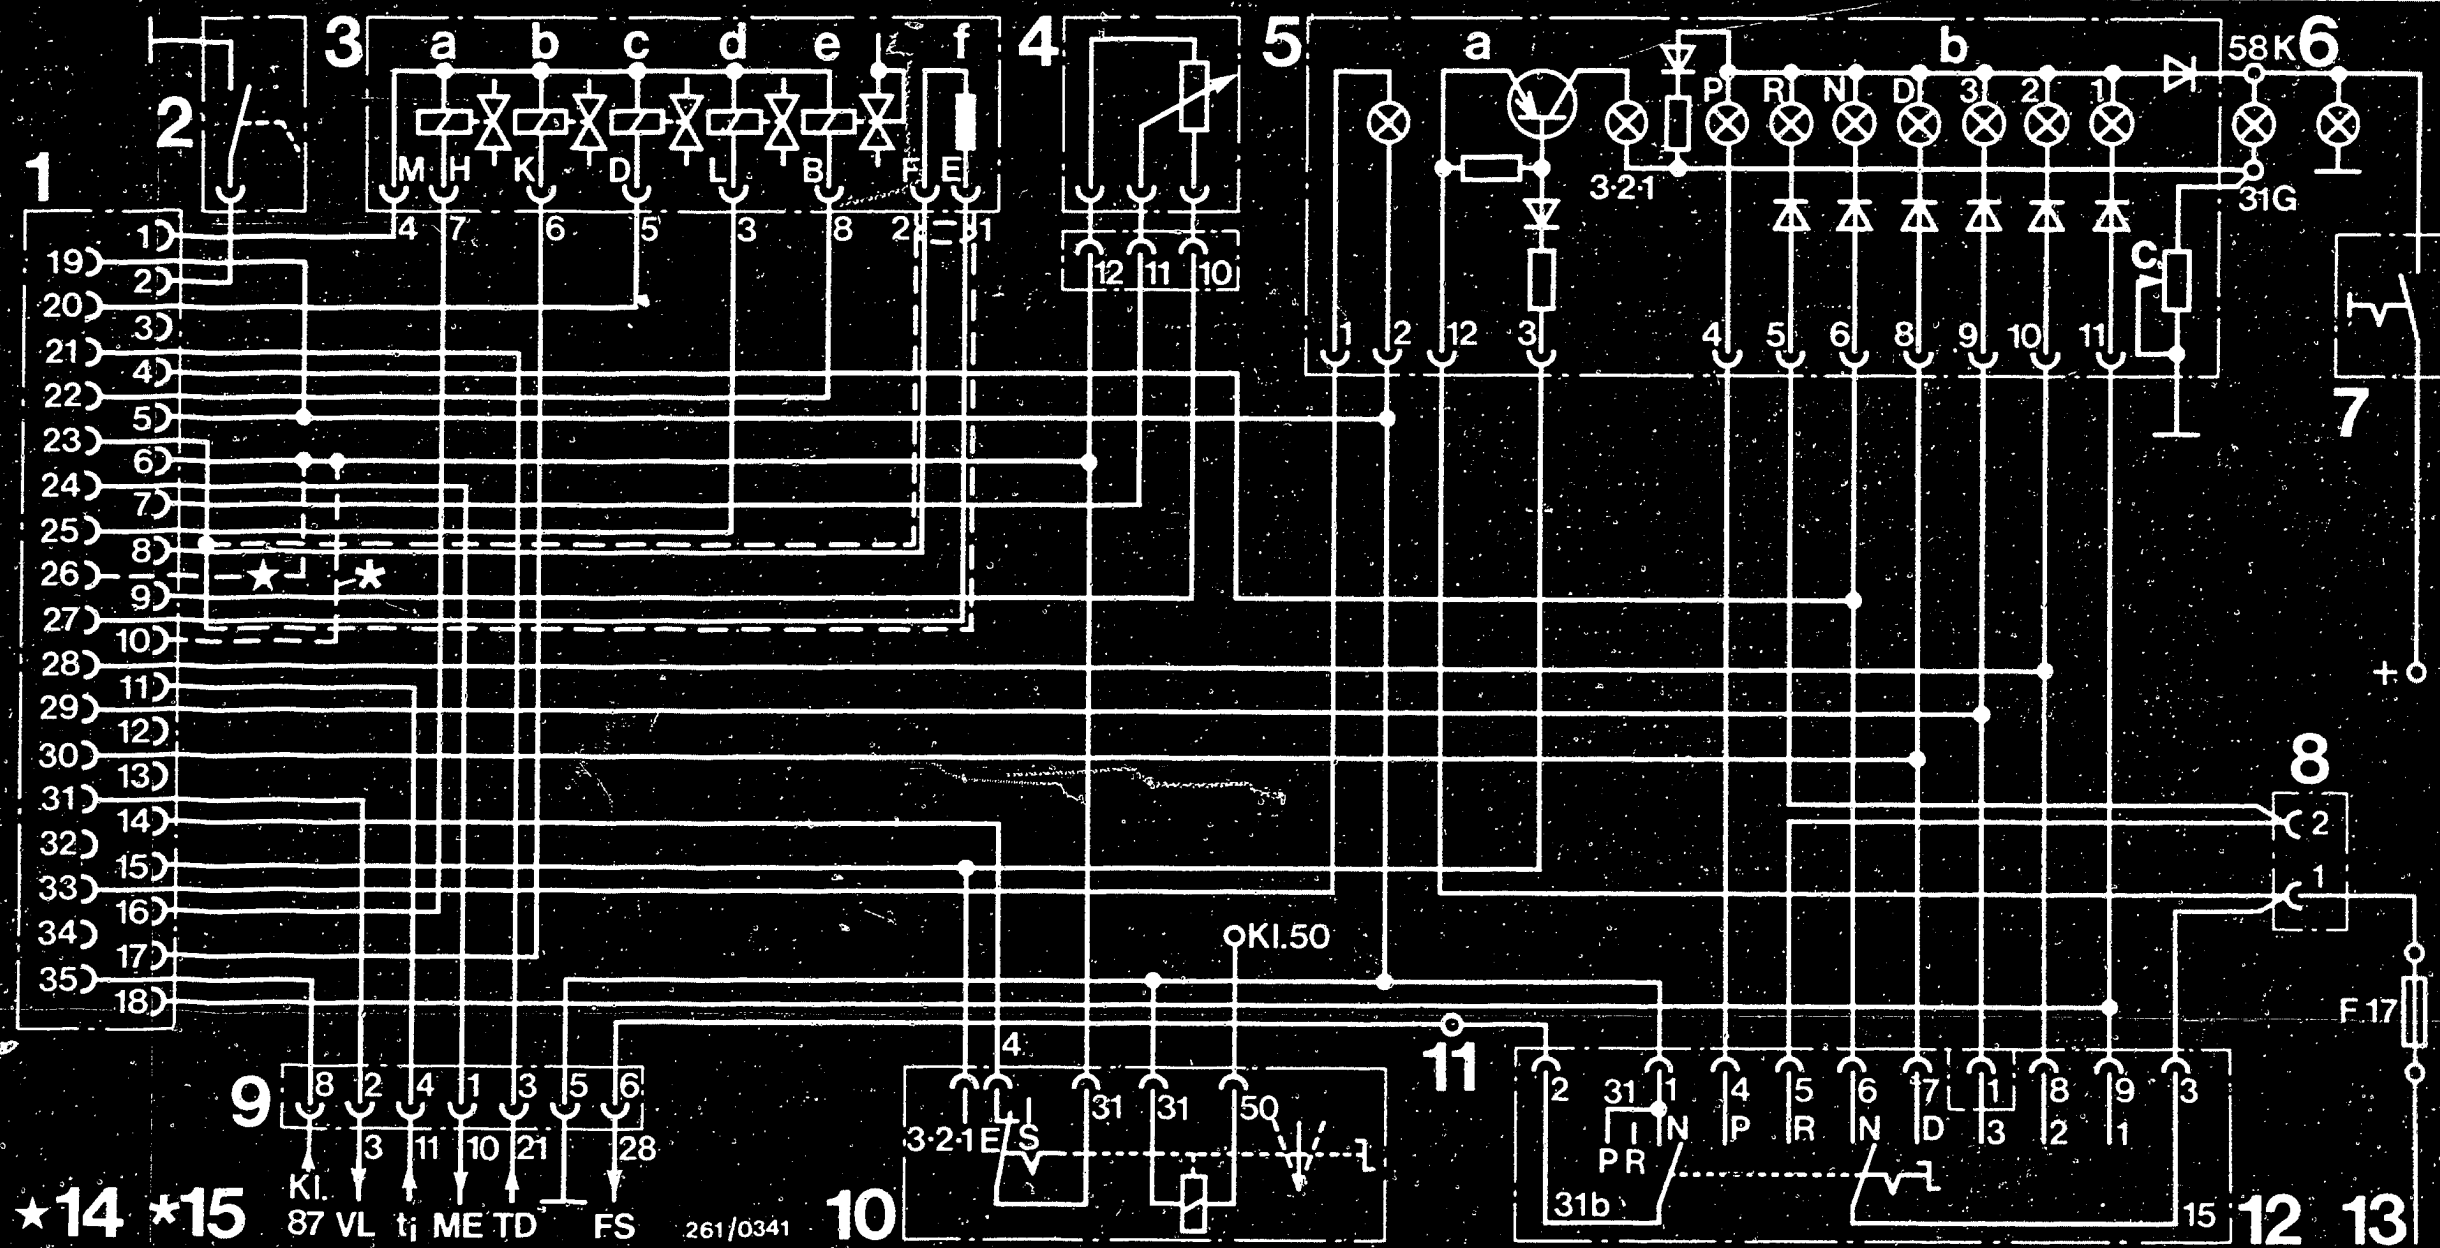 3 a b c d e f 4 5 a b 58K 6
2
P R N D 3 2 1
1
M H K D L B F E
3·2·1
31G
4 7 6 5 3 8 2 1
12 11 10
C
1 2 12 3 4 5 6 8 9 10 11
7
1
19
2
20
3
21
4
22
5
23
6
24
7
25
8
26 ★ *
9
27
10
28
11
29
12
30
13
31
14
32
15
33
16
34
17
35
18
+
8
2
1
Kl.50
F 17
11
4
9 8 2 4 1 3 5 6
31 31 50
3·2·1 E S
2 31 1 4 5 6 7 1 8 9 3
3 11 10 21 28
P R N P R N D 3 2 1
★14 *15
Kl.
87 VL ti ME TD FS 261/0341 10
31b 15 12 13